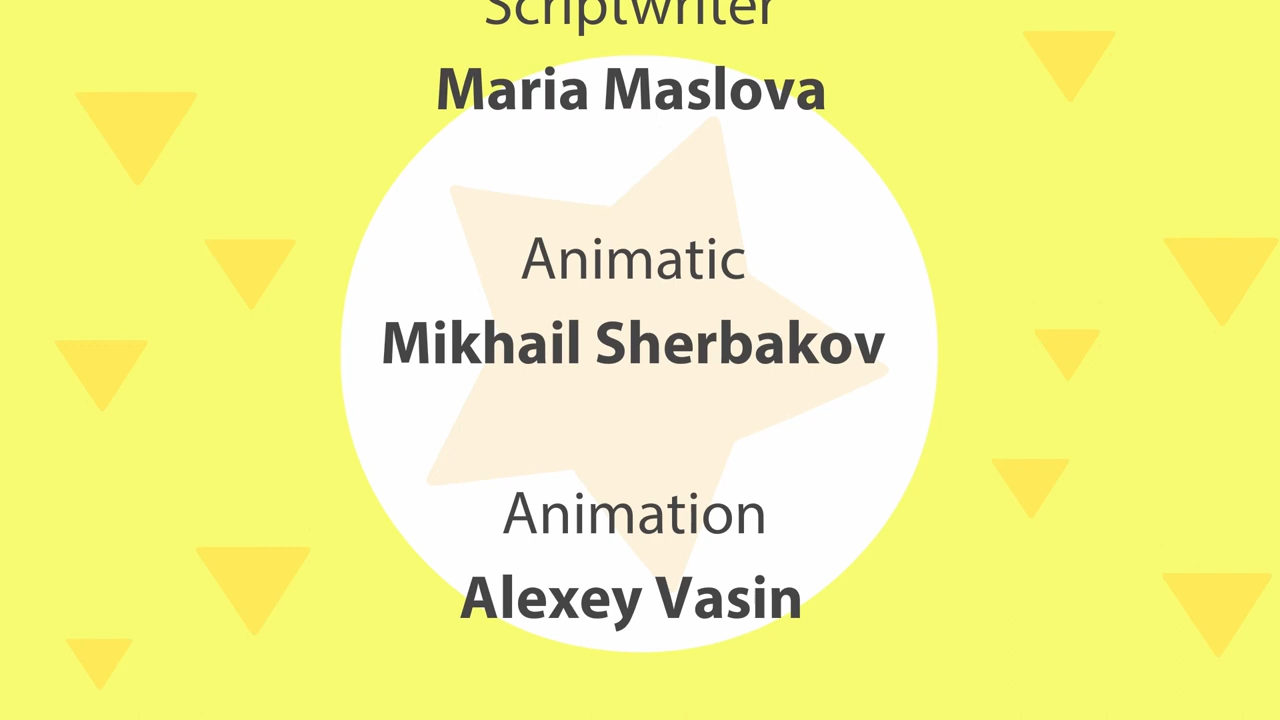 Scriptwriter
Maria Maslova
Animatic
Mikhail Sherbakov
Animation
Alexey Vasin